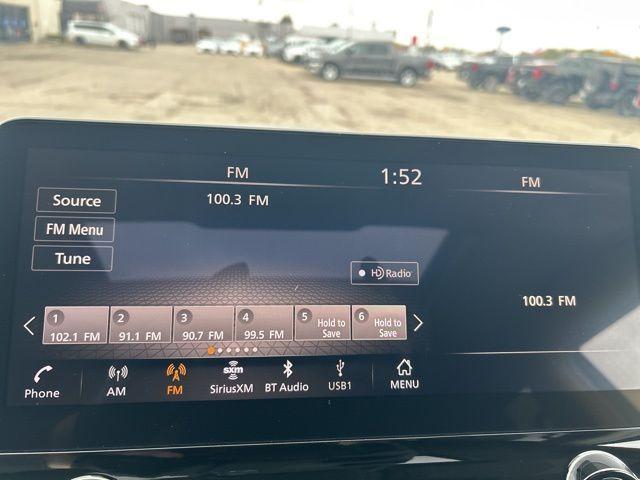 FM
1:52
FM
Source
100.3 FM
FM Menu
Tune
HD Radio
100.3 FM
1
102.1 FM
2
91.1 FM
3
90.7 FM
4
99.5 FM
5
Hold to
Save
6
Hold to
Save
Phone
AM
FM
sxm
SiriusXM
BT Audio
USB1
MENU